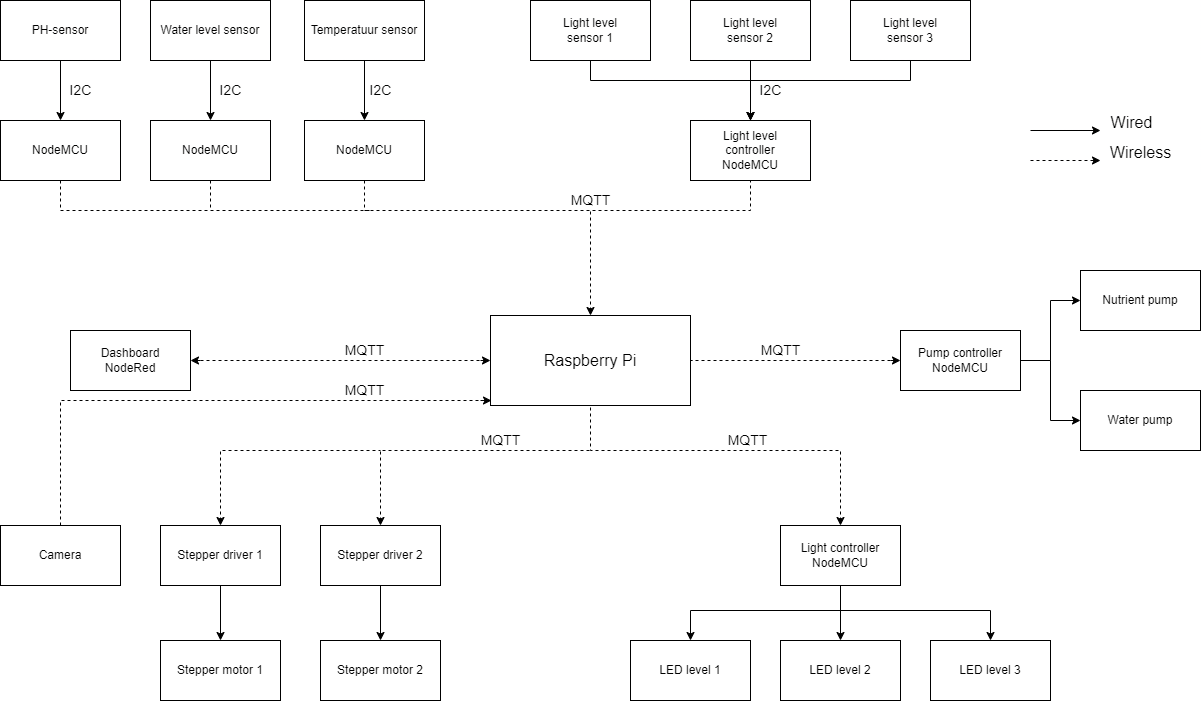 PH-sensor
Water level sensor
Temperatuur sensor
Light level
sensor 1
Light level
sensor 2
Light level
sensor 3
I2C
I2C
I2C
I2C
NodeMCU
NodeMCU
NodeMCU
Light level
controller
NodeMCU
Wired
Wireless
MQTT
Dashboard
NodeRed
MQTT
Raspberry Pi
MQTT
Pump controller
NodeMCU
Nutrient pump
Water pump
MQTT
MQTT
MQTT
Camera
Stepper driver 1
Stepper driver 2
Light controller
NodeMCU
Stepper motor 1
Stepper motor 2
LED level 1
LED level 2
LED level 3